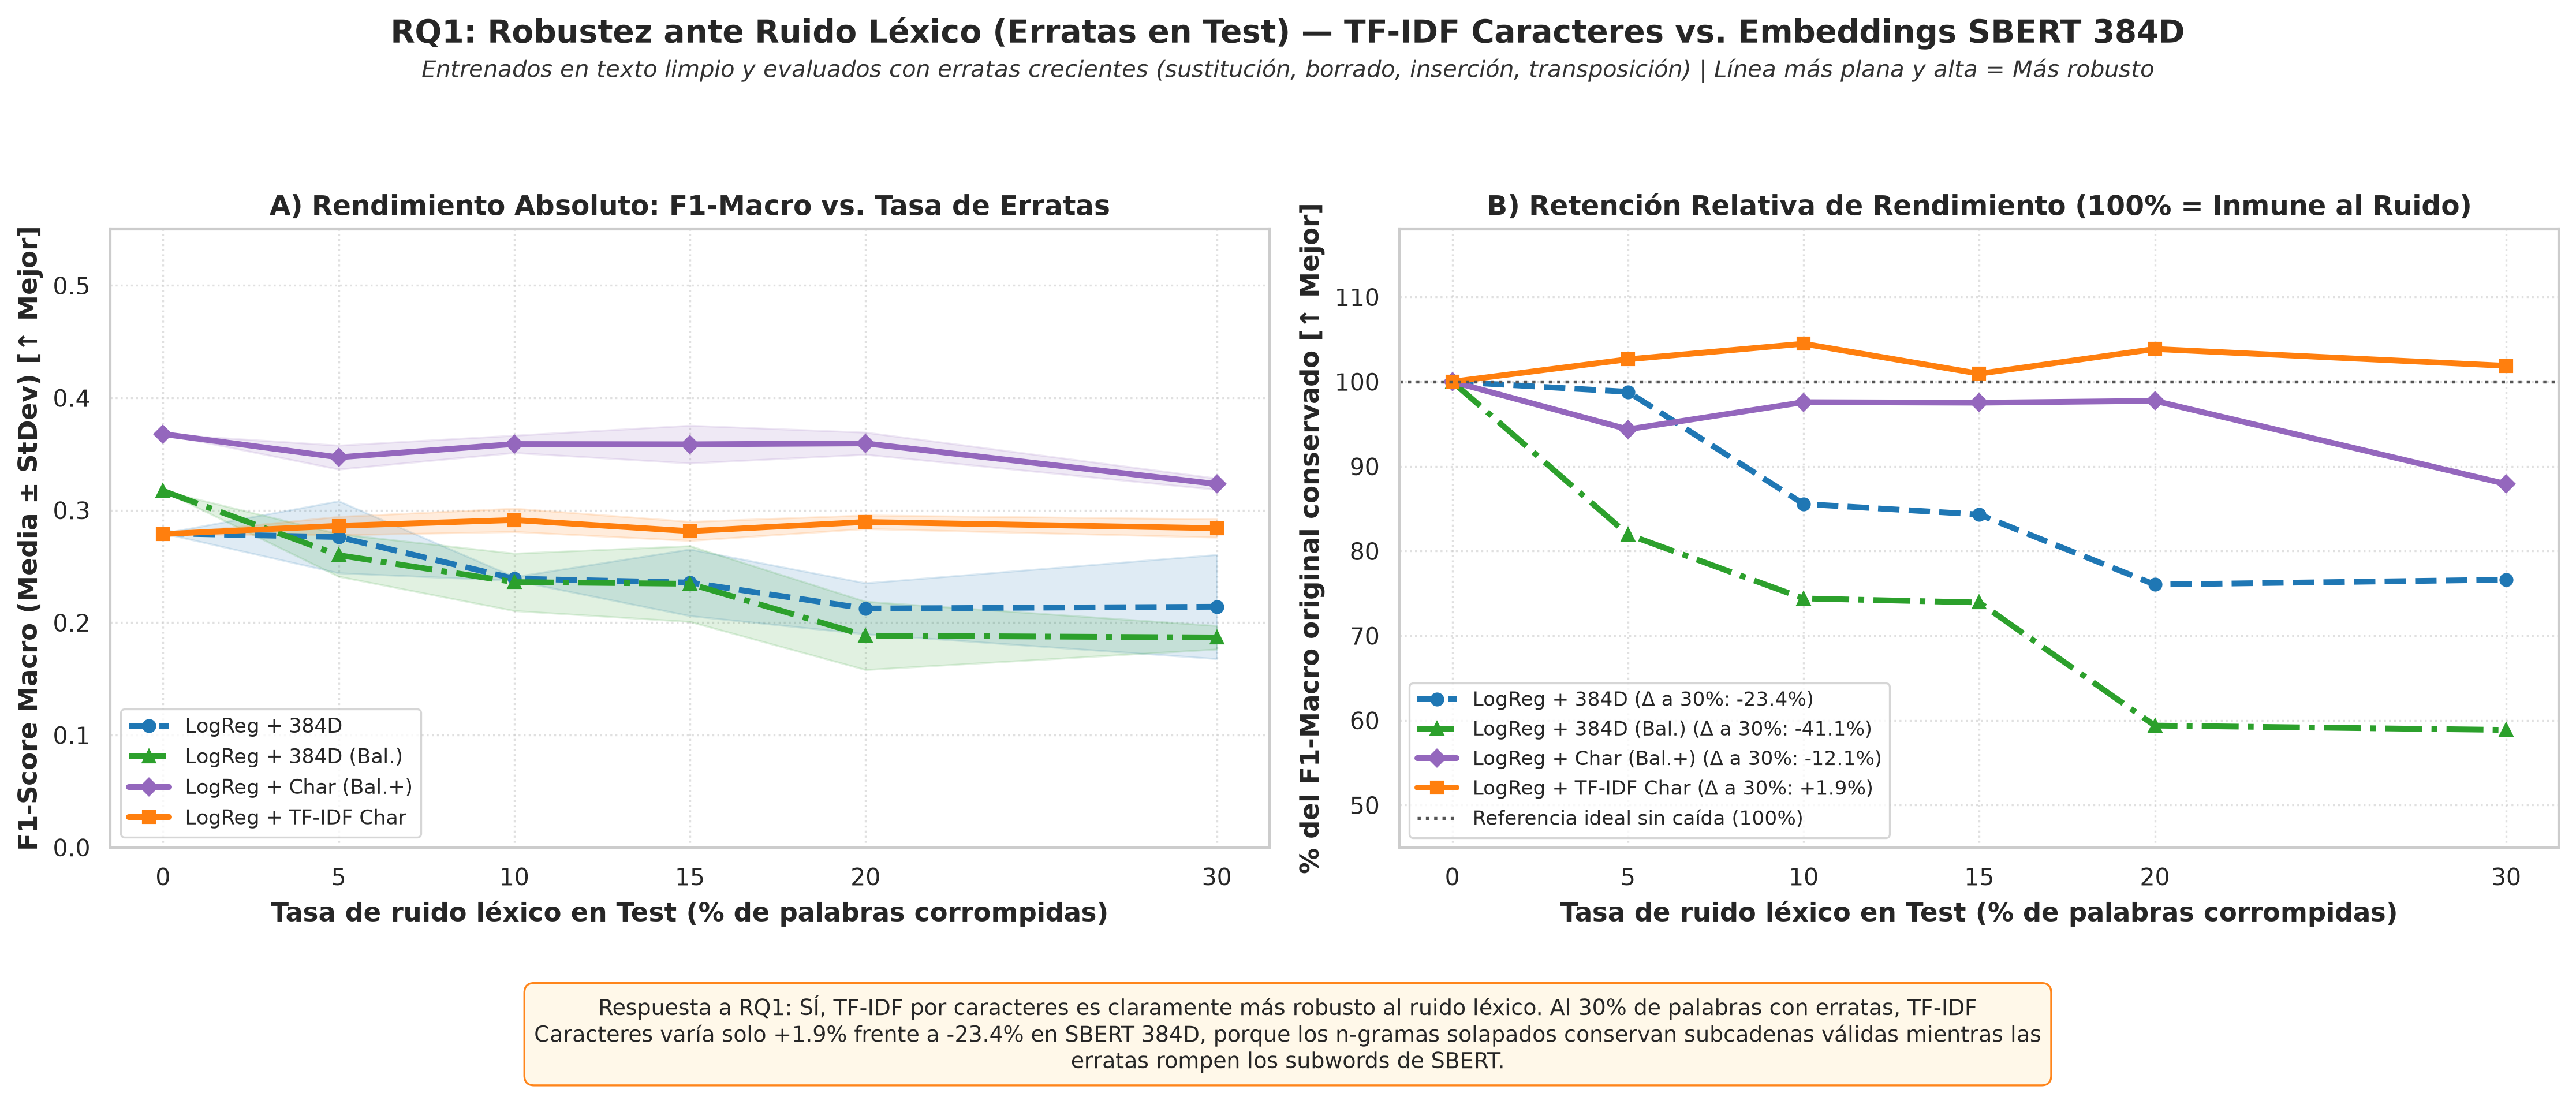 RQ1: Robustez ante Ruido Léxico (Erratas en Test) — TF-IDF Caracteres vs. Embeddings SBERT 384D
Entrenados en texto limpio y evaluados con erratas crecientes (sustitución, borrado, inserción, transposición) | Línea más plana y alta = Más robusto
A) Rendimiento Absoluto: F1-Macro vs. Tasa de Erratas
F1-Score Macro (Media ± StDev) [↑ Mejor]
0.5
0.4
0.3
0.2
0.1
0.0
LogReg + 384D
LogReg + 384D (Bal.)
LogReg + Char (Bal.+)
LogReg + TF-IDF Char
0
5
10
15
20
30
Tasa de ruido léxico en Test (% de palabras corrompidas)
B) Retención Relativa de Rendimiento (100% = Inmune al Ruido)
% del F1-Macro original conservado [↑ Mejor]
110
100
90
80
70
60
50
LogReg + 384D (Δ a 30%: -23.4%)
LogReg + 384D (Bal.) (Δ a 30%: -41.1%)
LogReg + Char (Bal.+) (Δ a 30%: -12.1%)
LogReg + TF-IDF Char (Δ a 30%: +1.9%)
Referencia ideal sin caída (100%)
0
5
10
15
20
30
Tasa de ruido léxico en Test (% de palabras corrompidas)
Respuesta a RQ1: SÍ, TF-IDF por caracteres es claramente más robusto al ruido léxico. Al 30% de palabras con erratas, TF-IDF
Caracteres varía solo +1.9% frente a -23.4% en SBERT 384D, porque los n-gramas solapados conservan subcadenas válidas mientras las
erratas rompen los subwords de SBERT.